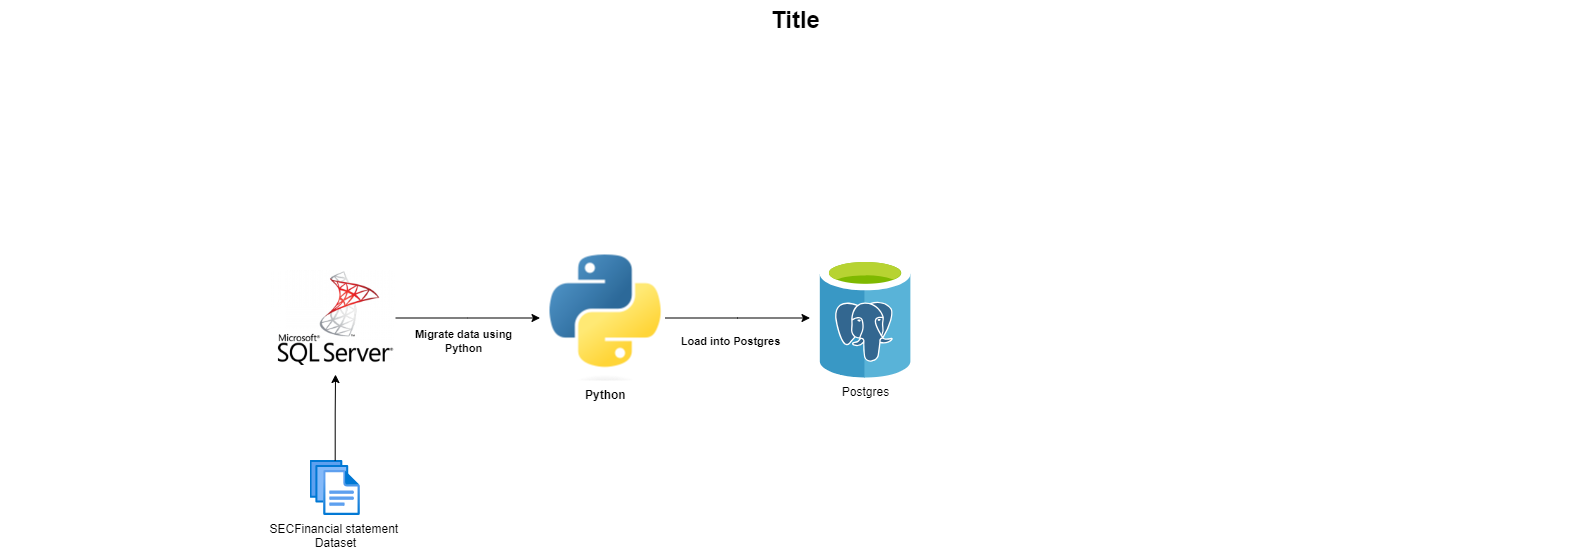 Title
Microsoft®
SQL Server®
Migrate data using
Python
Load into Postgres
Python
Postgres
SECFinancial statement
Dataset